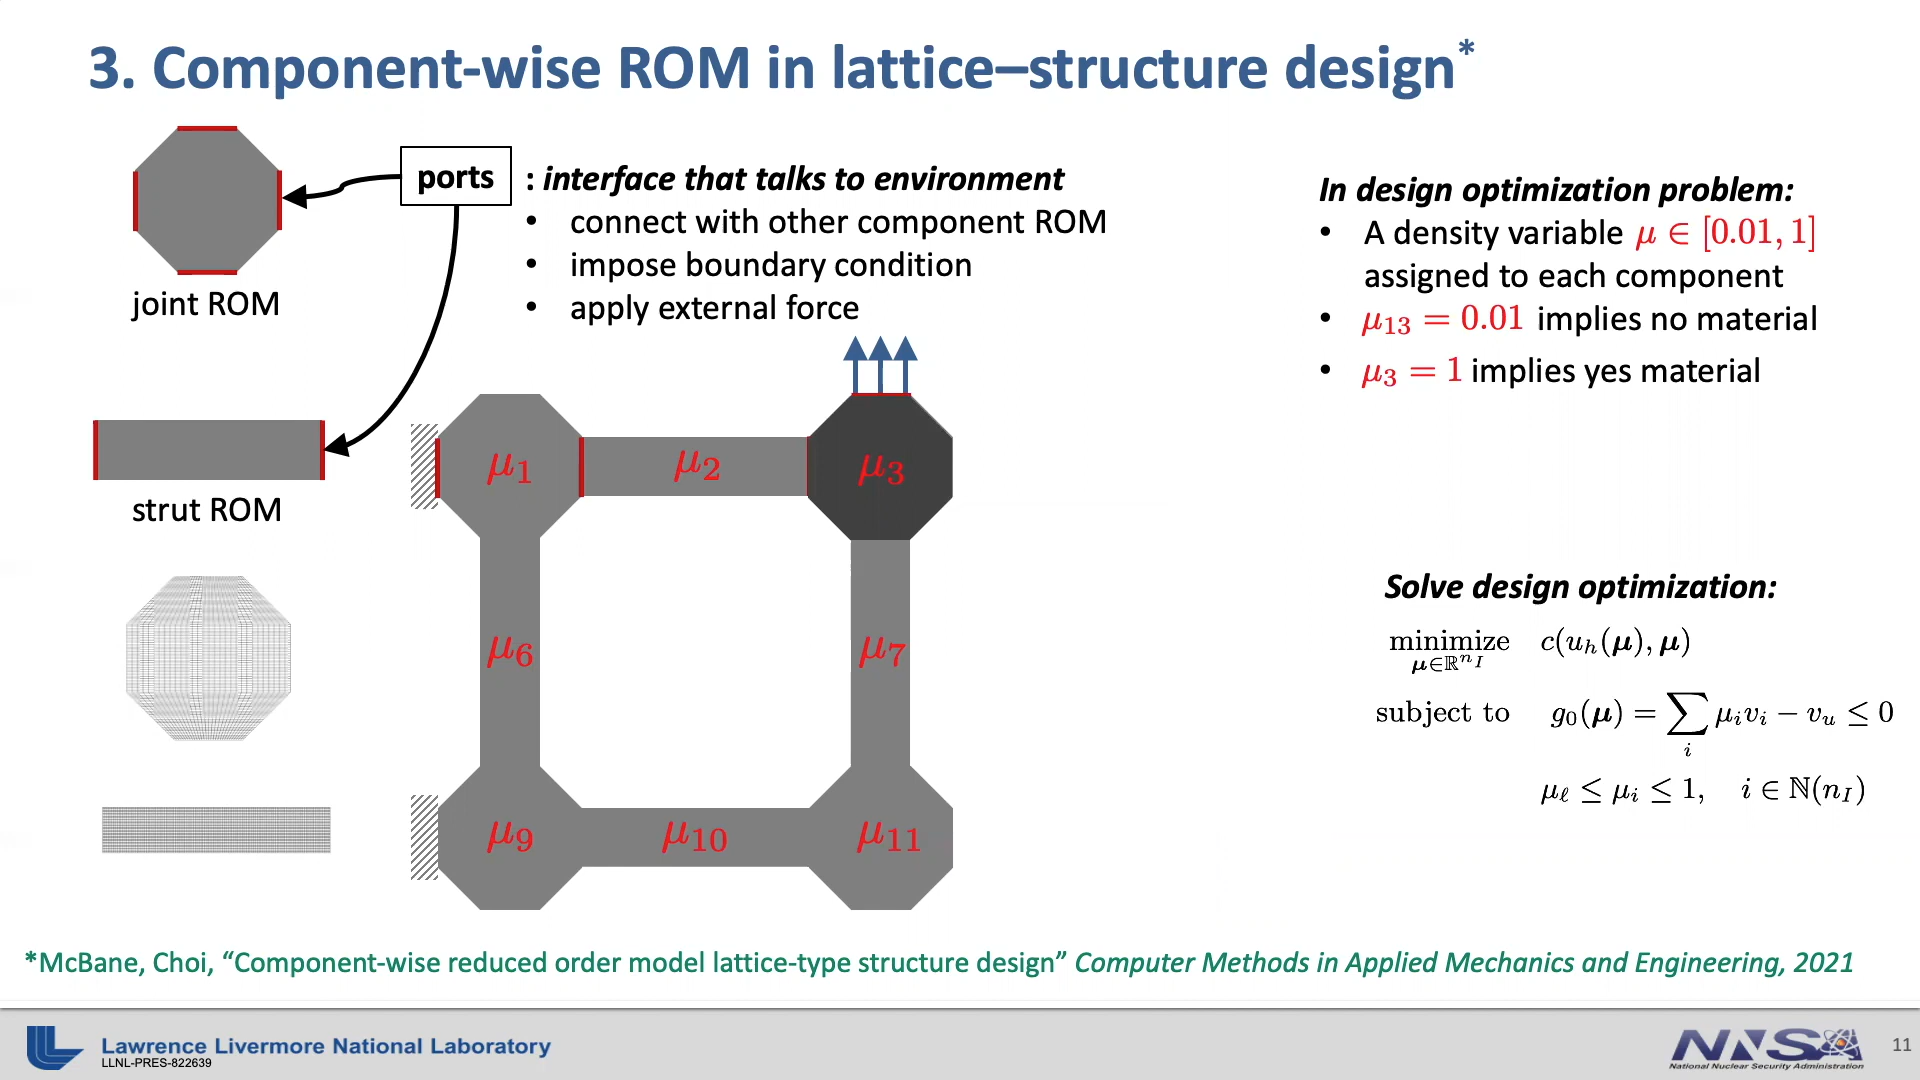 3. Component-wise ROM in lattice–structure design*
joint ROM
ports
: interface that talks to environment
• connect with other component ROM
• impose boundary condition
• apply external force
strut ROM
μ₁
μ₂
μ₃
μ₆
μ₇
μ₉
μ₁₀
μ₁₁
In design optimization problem:
• A density variable μ ∈ [0.01, 1]
assigned to each component
• μ₁₃ = 0.01 implies no material
• μ₃ = 1 implies yes material
Solve design optimization:
minimize c(u_h(μ), μ)
μ∈ℝ^{n_I}
subject to g₀(μ) = ∑ μᵢvᵢ − v_u ≤ 0
i
μ_ℓ ≤ μᵢ ≤ 1, i ∈ ℕ(n_I)
*McBane, Choi, “Component-wise reduced order model lattice-type structure design” Computer Methods in Applied Mechanics and Engineering, 2021
Lawrence Livermore National Laboratory
LLNL-PRES-822639
NNSA
National Nuclear Security Administration
11